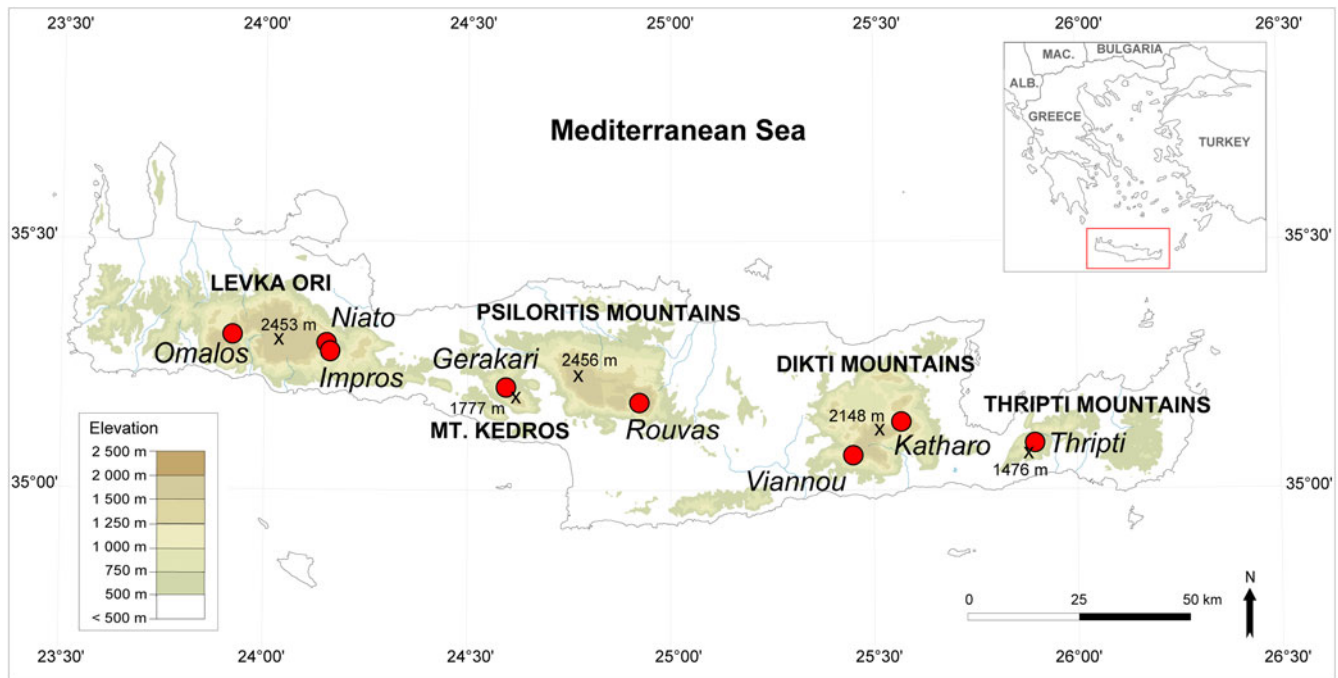 23°30' 24°00' 24°30' 25°00' 25°30' 26°00' 26°30'
MAC. BULGARIA
ALB.
GREECE
TURKEY
Mediterranean Sea
35°30' 35°30'
LEVKA ORI
Niato
2453 m
x
Omalos
Impros
PSILORITIS MOUNTAINS
Gerakari
2456 m
x
1777 m
x
MT. KEDROS
Rouvas
DIKTI MOUNTAINS
2148 m
x
Katharo
Viannou
THRIPTI MOUNTAINS
Thripti
x
1476 m
35°00' 35°00'
Elevation
2 500 m
2 000 m
1 500 m
1 250 m
1 000 m
750 m
500 m
< 500 m
0 25 50 km
N
23°30' 24°00' 24°30' 25°00' 25°30' 26°00' 26°30'